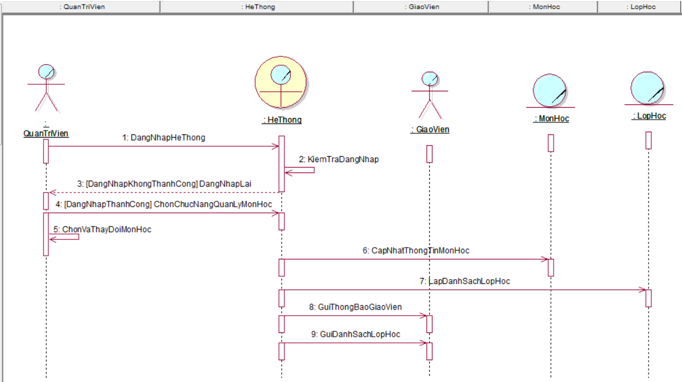 : QuanTriVien
: HeThong
: GiaoVien
: MonHoc
: LopHoc
: QuanTriVien
: HeThong
: GiaoVien
: MonHoc
: LopHoc
1: DangNhapHeThong
2: KiemTraDangNhap
3: [DangNhapKhongThanhCong] DangNhapLai
4: [DangNhapThanhCong] ChonChucNangQuanLyMonHoc
5: ChonVaThayDoiMonHoc
6: CapNhatThongTinMonHoc
7: LapDanhSachLopHoc
8: GuiThongBaoGiaoVien
9: GuiDanhSachLopHoc